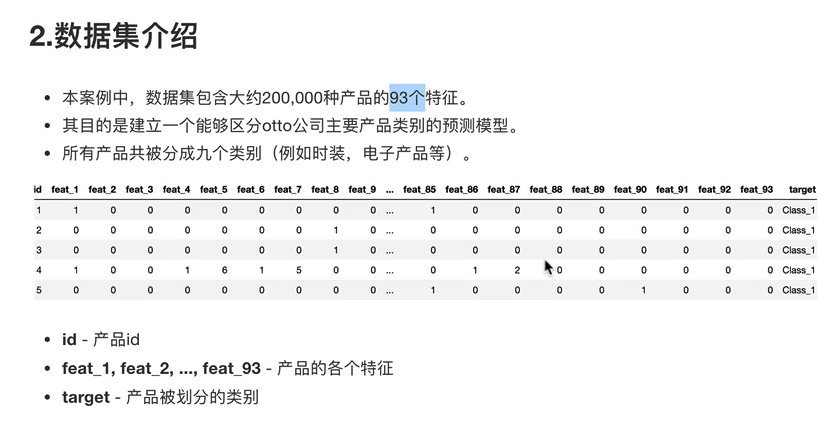 2.数据集介绍
本案例中，数据集包含大约200,000种产品的93个特征。
其目的是建立一个能够区分otto公司主要产品类别的预测模型。
所有产品共被分成九个类别（例如时装，电子产品等）。
id feat_1 feat_2 feat_3 feat_4 feat_5 feat_6 feat_7 feat_8 feat_9 ... feat_85 feat_86 feat_87 feat_88 feat_89 feat_90 feat_91 feat_92 feat_93 target
1 1 0 0 0 0 0 0 0 0 ... 1 0 0 0 0 0 0 0 0 Class_1
2 0 0 0 0 0 0 0 1 0 ... 0 0 0 0 0 0 0 0 0 Class_1
3 0 0 0 0 0 0 0 1 0 ... 0 0 0 0 0 0 0 0 0 Class_1
4 1 0 0 1 6 1 5 0 0 ... 0 1 2 0 0 0 0 0 0 Class_1
5 0 0 0 0 0 0 0 0 0 ... 1 0 0 0 0 1 0 0 0 Class_1
id - 产品id
feat_1, feat_2, ..., feat_93 - 产品的各个特征
target - 产品被划分的类别